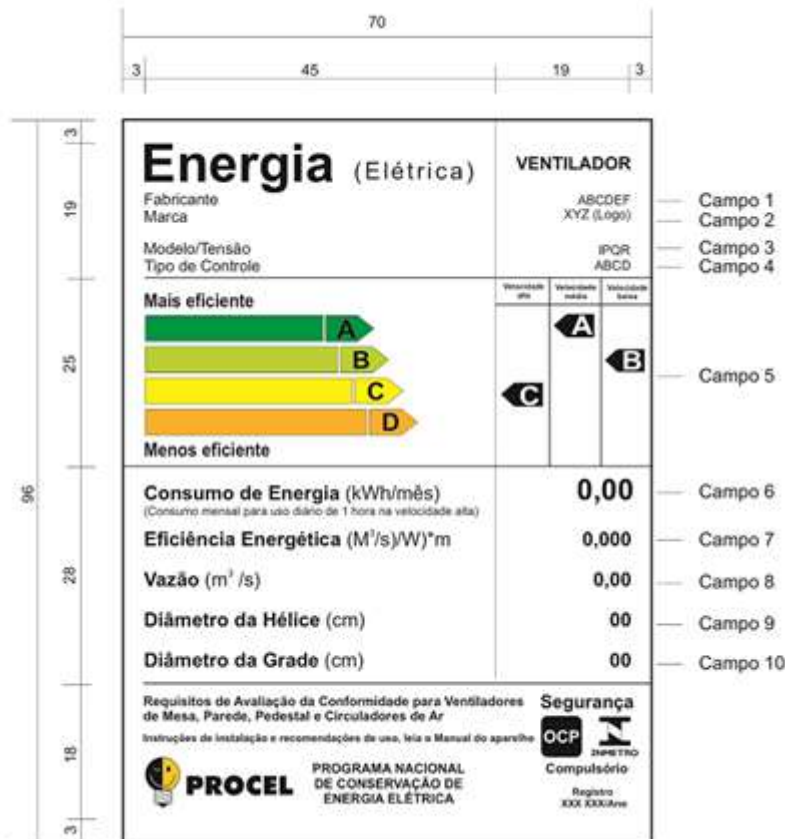 70
3 45 19 3
3
Energia (Elétrica) VENTILADOR
Fabricante ABCDEF Campo 1
Marca XYZ (Logo) Campo 2
19
Modelo/Tensão IPQR Campo 3
Tipo de Controle ABCD Campo 4
Mais eficiente
Velocidade alta Velocidade média Velocidade baixa
A A
B B
25
Campo 5
C C
D
Menos eficiente
96
Consumo de Energia (kWh/mês) 0,00 Campo 6
(Consumo mensal para uso diário de 1 hora na velocidade alta)
Eficiência Energética (M³/s)/W)*m 0,000 Campo 7
28
Vazão (m³ /s) 0,00 Campo 8
Diâmetro da Hélice (cm) 00 Campo 9
Diâmetro da Grade (cm) 00 Campo 10
Requisitos de Avaliação da Conformidade para Ventiladores
de Mesa, Parede, Pedestal e Circuladores de Ar
Instruções de instalação e recomendações de uso, leia o Manual do aparelho
Segurança
OCP
INMETRO
Compulsório
Registro
XXX XXX/Ano
18
PROCEL
PROGRAMA NACIONAL
DE CONSERVAÇÃO DE
ENERGIA ELÉTRICA
3